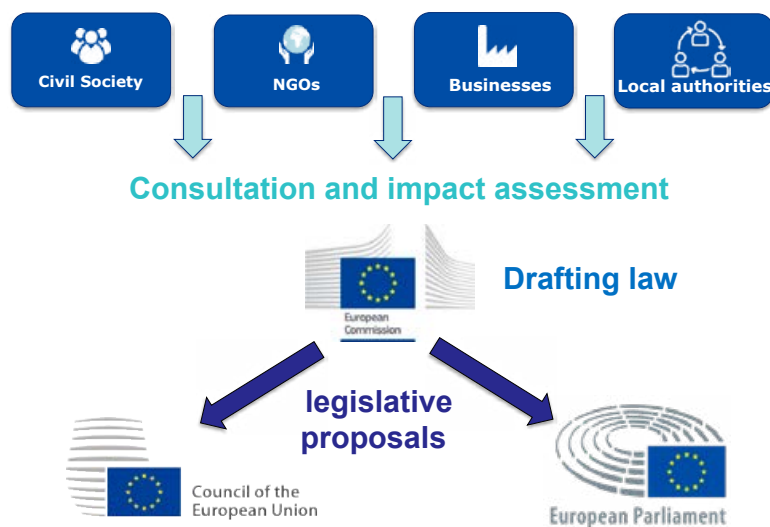 Civil Society
NGOs
Businesses
Local authorities
Consultation and impact assessment
European
Commission
Drafting law
legislative
proposals
Council of the
European Union
European Parliament